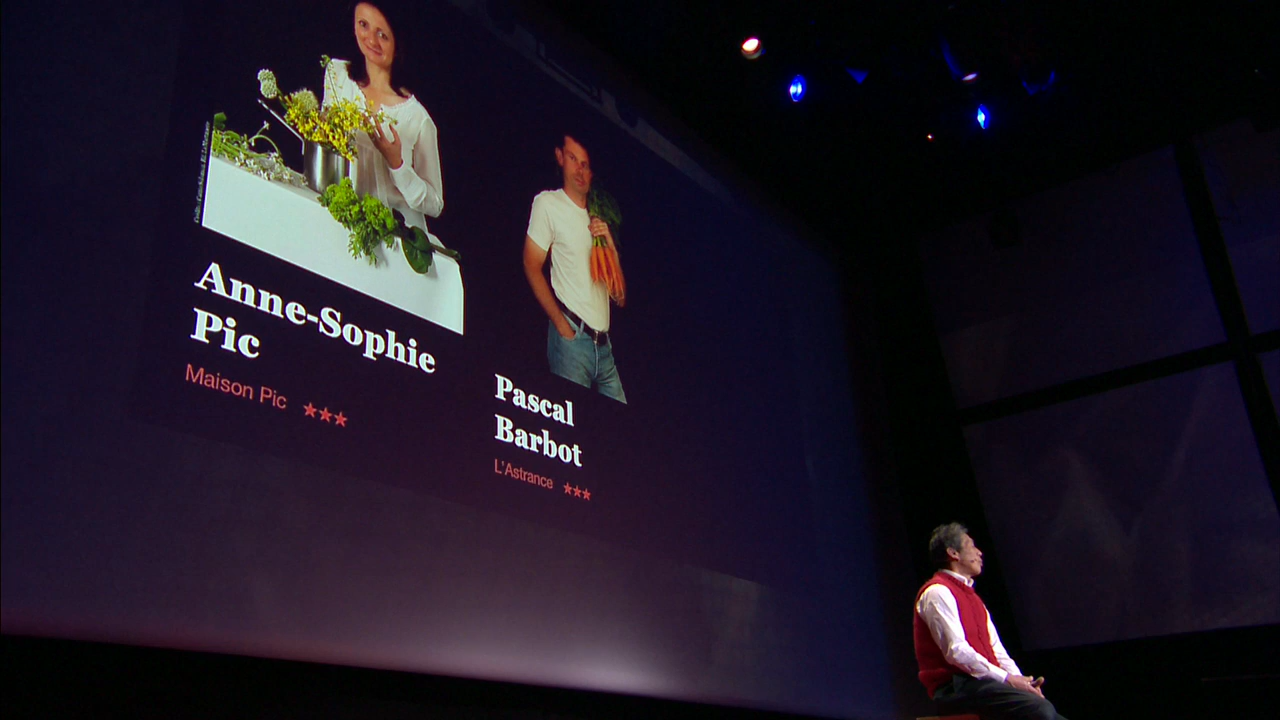 Anne-Sophie
Pic
Maison Pic ★★★
Pascal
Barbot
L'Astrance ★★★